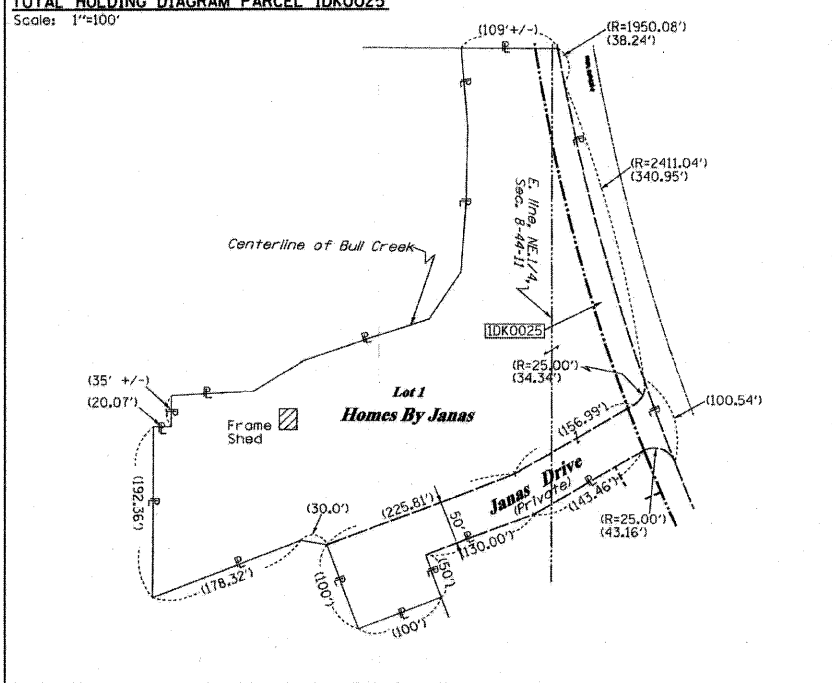 TOTAL HOLDING DIAGRAM PARCEL 1DK0025
Scale: 1"=100'
(109' +/-)
(R=1950.08')
(38.24')
(R=2411.04')
(340.95')
E. line, NE.1/4,
Sec. 8-44-11
Centerline of Bull Creek
1DK0025
(R=25.00')
(34.34')
(35' +/-)
(20.07')
Lot 1
Homes By Janas
Frame
Shed
(100.54')
(156.99')
Janas Drive
(Private)
(192.36')
(30.0')
(225.81')
50'
(143.46')
(130.00')
(R=25.00')
(43.16')
(178.32')
(100')
(50')
(100')